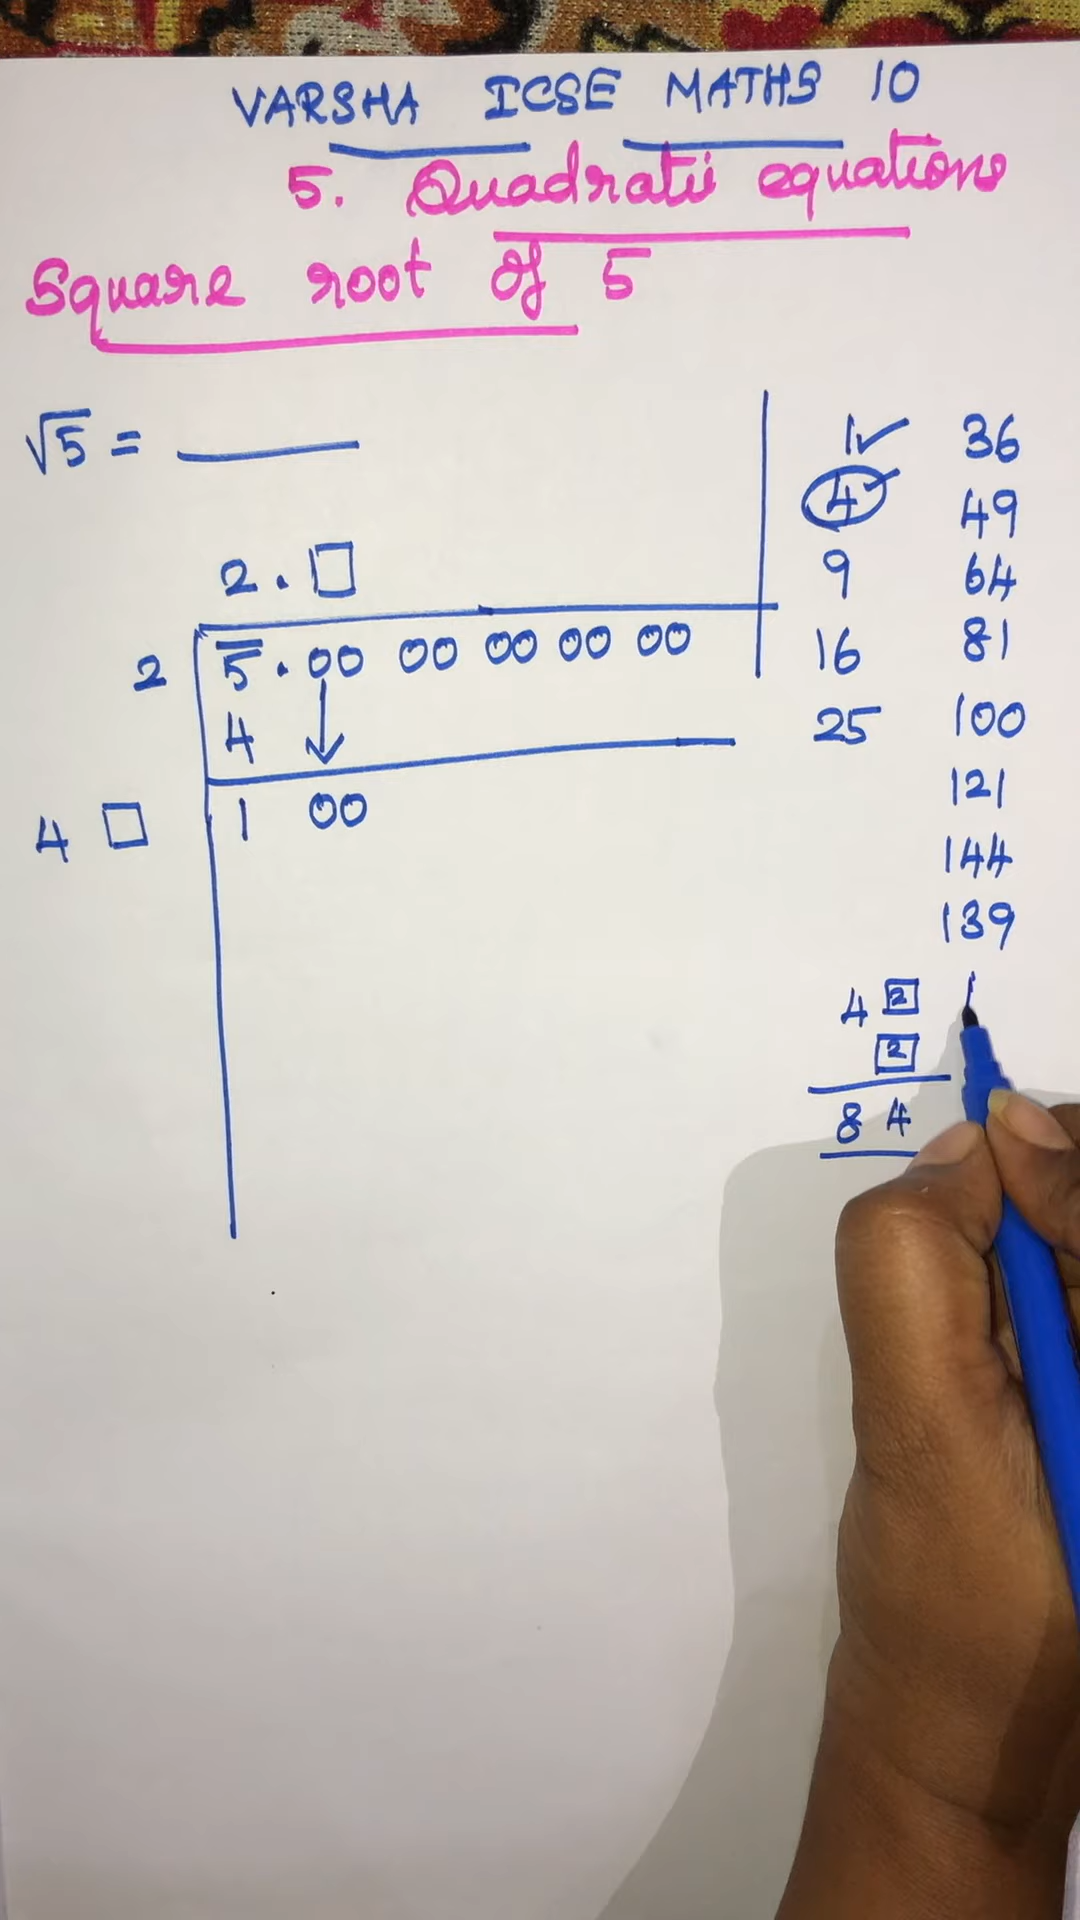 VARSHA ICSE MATHS 10
5. Quadratic equations
Square root of 5
√5 =
2 . □
2 5 . 00 00 00 00 00
4
4 □ 1 00
1 36
4 49
9 64
16 81
25 100
121
144
139
4 2
2
8 4